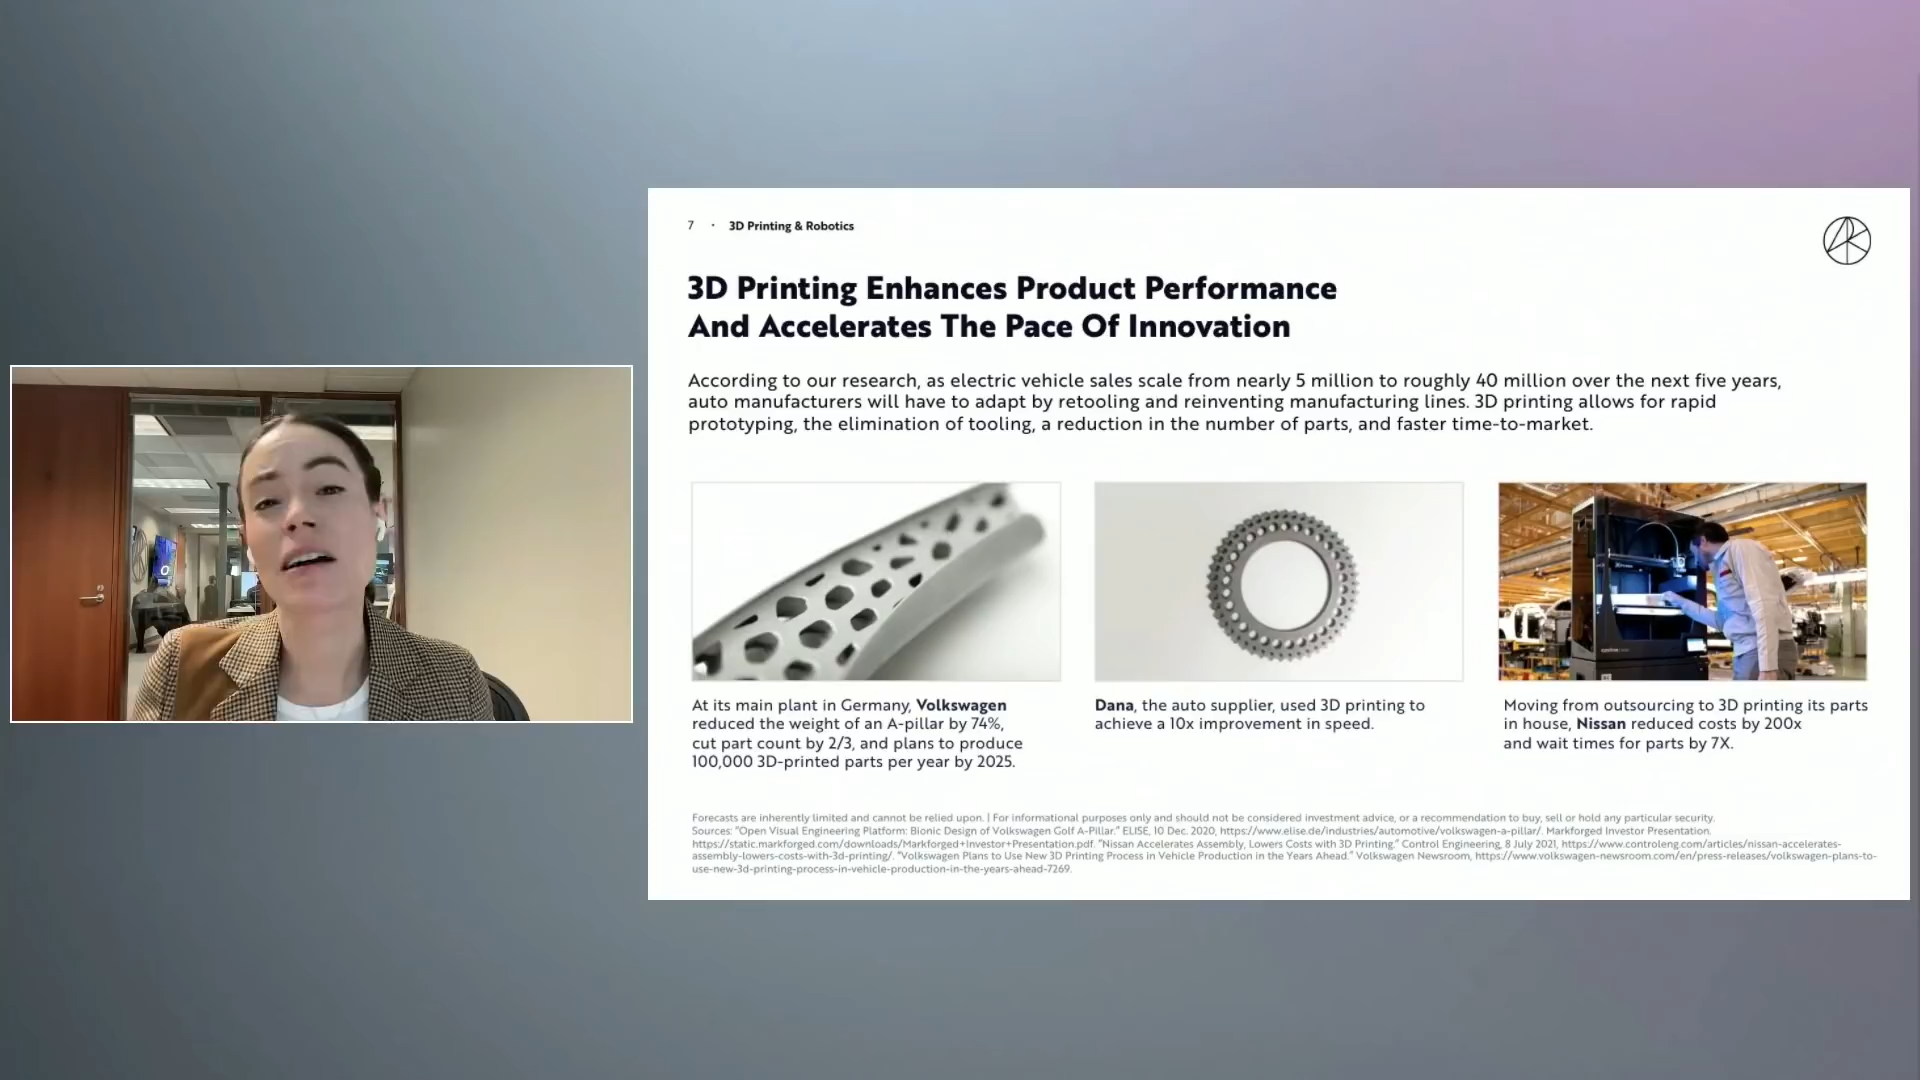 7 · 3D Printing & Robotics
3D Printing Enhances Product Performance
And Accelerates The Pace Of Innovation
According to our research, as electric vehicle sales scale from nearly 5 million to roughly 40 million over the next five years,
auto manufacturers will have to adapt by retooling and reinventing manufacturing lines. 3D printing allows for rapid
prototyping, the elimination of tooling, a reduction in the number of parts, and faster time-to-market.
At its main plant in Germany, Volkswagen
reduced the weight of an A-pillar by 74%,
cut part count by 2/3, and plans to produce
100,000 3D-printed parts per year by 2025.
Dana, the auto supplier, used 3D printing to
achieve a 10x improvement in speed.
Moving from outsourcing to 3D printing its parts
in house, Nissan reduced costs by 200x
and wait times for parts by 7X.
Forecasts are inherently limited and cannot be relied upon. | For informational purposes only and should not be considered investment advice, or a recommendation to buy, sell or hold any particular security.
Sources: "Open Visual Engineering Platform: Bionic Design of Volkswagen Golf A-Pillar." ELISE, 10 Dec. 2020, https://www.elise.de/industries/automotive/volkswagen-a-pillar/. Markforged Investor Presentation.
https://static.markforged.com/downloads/Markforged+Investor+Presentation.pdf. "Nissan Accelerates Assembly, Lowers Costs with 3D Printing." Control Engineering, 8 July 2021, https://www.controleng.com/articles/nissan-accelerates-
assembly-lowers-costs-with-3d-printing/. "Volkswagen Plans to Use New 3D Printing Process in Vehicle Production in the Years Ahead." Volkswagen Newsroom, https://www.volkswagen-newsroom.com/en/press-releases/volkswagen-plans-to-
use-new-3d-printing-process-in-vehicle-production-in-the-years-ahead-7269.